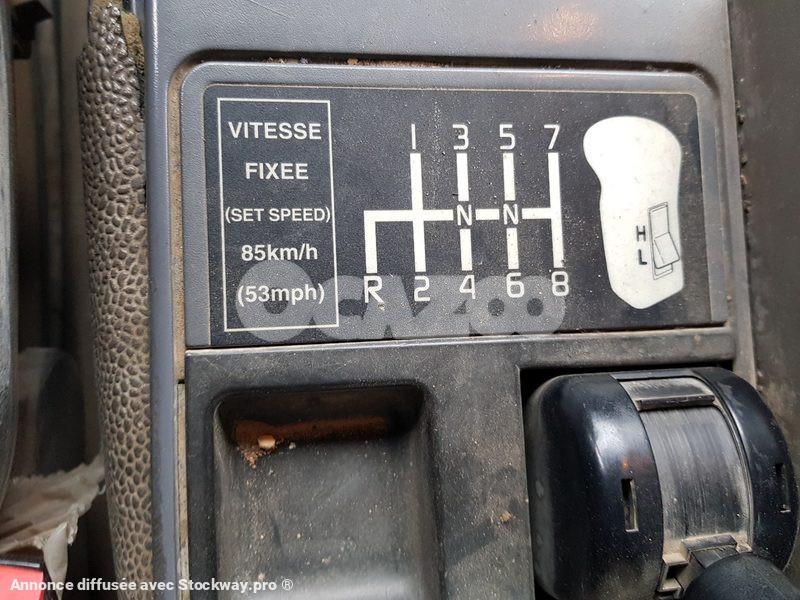 VITESSE
FIXEE
(SET SPEED)
85km/h
(53mph)
1 3 5 7
N N
R 2 4 6 8
H
L
OCAZOO
Annonce diffusée avec Stockway.pro ®